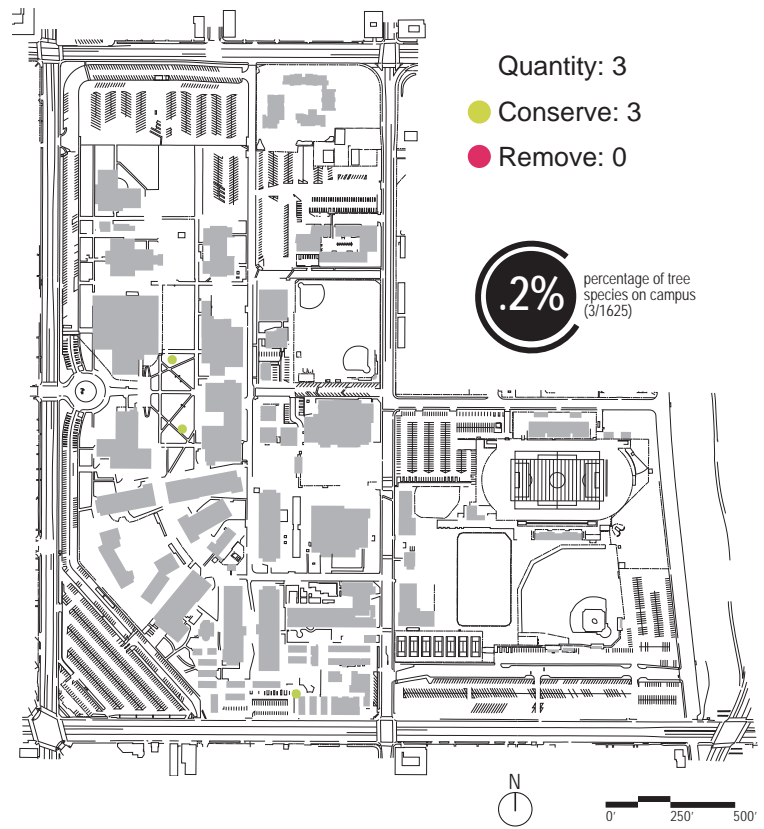 Quantity: 3
Conserve: 3
Remove: 0
.2%
percentage of tree
species on campus
(3/1625)
N
0' 250' 500'